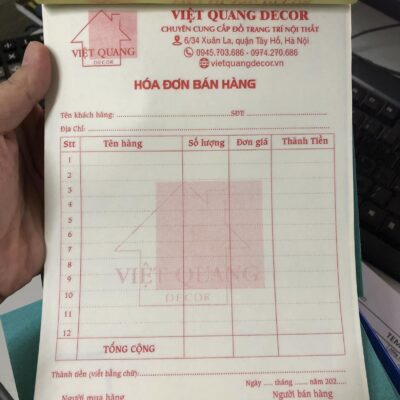 VIỆT QUANG
DECOR
VIỆT QUANG DECOR
CHUYÊN CUNG CẤP ĐỒ TRANG TRÍ NỘI THẤT
6/34 Xuân La, quận Tây Hồ, Hà Nội
0945.703.686 - 0974.270.686
vietquangdecor.vn
HÓA ĐƠN BÁN HÀNG
Tên khách hàng: SĐT:
Địa Chỉ:
Stt Tên hàng Số lượng Đơn giá Thành Tiền
1
2
3
4
5
6
7
8
9
10
11
12
VIỆT QUANG
DECOR
TỔNG CỘNG
Thành tiền (viết bằng chữ):
Ngày ..... tháng ....... năm 202.....
Người mua hàng Người bán hàng